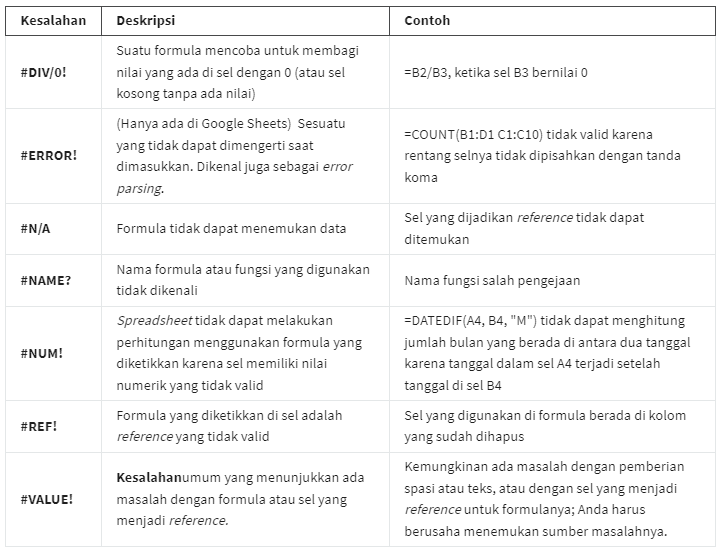 Kesalahan Deskripsi Contoh
#DIV/0!
Suatu formula mencoba untuk membagi
nilai yang ada di sel dengan 0 (atau sel
kosong tanpa ada nilai)
=B2/B3, ketika sel B3 bernilai 0
#ERROR!
(Hanya ada di Google Sheets)  Sesuatu
yang tidak dapat dimengerti saat
dimasukkan. Dikenal juga sebagai error
parsing.
=COUNT(B1:D1 C1:C10) tidak valid karena
rentang selnya tidak dipisahkan dengan tanda
koma
#N/A
Formula tidak dapat menemukan data
Sel yang dijadikan reference tidak dapat
ditemukan
#NAME?
Nama formula atau fungsi yang digunakan
tidak dikenali
Nama fungsi salah pengejaan
#NUM!
Spreadsheet tidak dapat melakukan
perhitungan menggunakan formula yang
diketikkan karena sel memiliki nilai
numerik yang tidak valid
=DATEDIF(A4, B4, "M") tidak dapat menghitung
jumlah bulan yang berada di antara dua tanggal
karena tanggal dalam sel A4 terjadi setelah
tanggal di sel B4
#REF!
Formula yang diketikkan di sel adalah
reference yang tidak valid
Sel yang digunakan di formula berada di kolom
yang sudah dihapus
#VALUE!
Kesalahanumum yang menunjukkan ada
masalah dengan formula atau sel yang
menjadi reference.
Kemungkinan ada masalah dengan pemberian
spasi atau teks, atau dengan sel yang menjadi
reference untuk formulanya; Anda harus
berusaha menemukan sumber masalahnya.